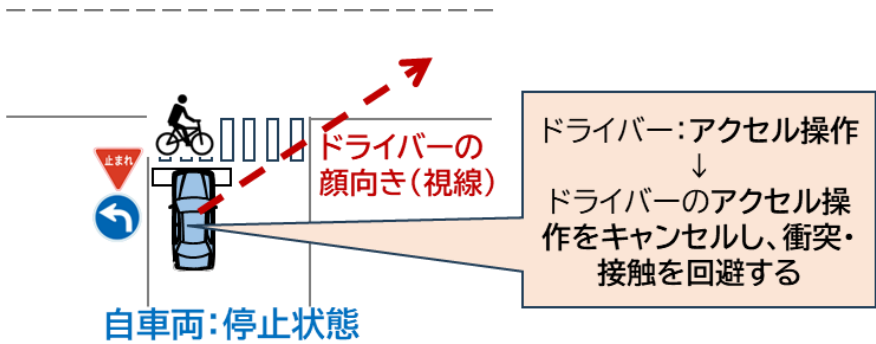 ドライバーの
顔向き(視線)
止まれ
自車両:停止状態
ドライバー:アクセル操作
↓
ドライバーのアクセル操
作をキャンセルし、衝突・
接触を回避する